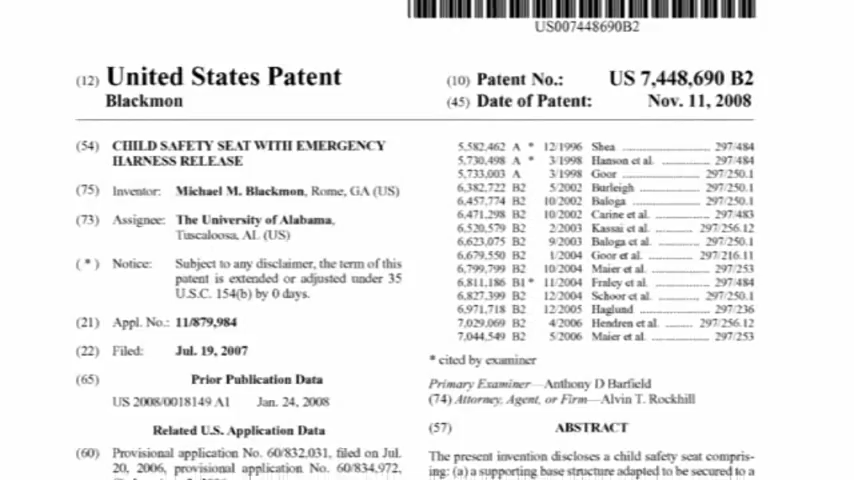 US007448690B2
(12) United States Patent
Blackmon
(10) Patent No.: US 7,448,690 B2
(45) Date of Patent: Nov. 11, 2008
(54) CHILD SAFETY SEAT WITH EMERGENCY
HARNESS RELEASE
(75) Inventor: Michael M. Blackmon, Rome, GA (US)
(73) Assignee: The University of Alabama,
Tuscaloosa, AL (US)
( * ) Notice: Subject to any disclaimer, the term of this
patent is extended or adjusted under 35
U.S.C. 154(b) by 0 days.
(21) Appl. No.: 11/879,984
(22) Filed: Jul. 19, 2007
(65) Prior Publication Data
US 2008/0018149 A1 Jan. 24, 2008
Related U.S. Application Data
(60) Provisional application No. 60/832,031, filed on Jul.
20, 2006, provisional application No. 60/834,972,
5,582,462 A * 12/1996 Shea ..... 297/484
5,730,498 A * 3/1998 Hanson et al. ..... 297/484
5,733,003 A 3/1998 Goor ..... 297/250.1
6,382,722 B2 5/2002 Burleigh ..... 297/250.1
6,457,774 B2 10/2002 Baloga ..... 297/250.1
6,471,298 B2 10/2002 Carine et al. ..... 297/483
6,520,579 B2 2/2003 Kassai et al. ..... 297/256.12
6,623,075 B2 9/2003 Baloga et al. ..... 297/250.1
6,679,550 B2 1/2004 Goor et al. ..... 297/216.11
6,799,799 B2 10/2004 Maier et al. ..... 297/253
6,811,186 B1 * 11/2004 Fraley et al. ..... 297/484
6,827,399 B2 12/2004 Schoor et al. ..... 297/250.1
6,971,718 B2 12/2005 Haglund ..... 297/236
7,029,069 B2 4/2006 Hendren et al. ..... 297/256.12
7,044,549 B2 5/2006 Maier et al. ..... 297/253
* cited by examiner
Primary Examiner—Anthony D Barfield
(74) Attorney, Agent, or Firm—Alvin T. Rockhill
(57) ABSTRACT
The present invention discloses a child safety seat compris-
ing: (a) a supporting base structure adapted to be secured to a